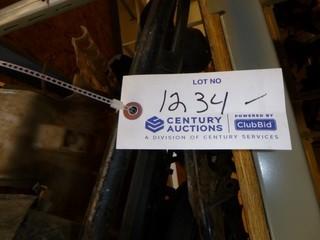 LOT NO
1234 -
CENTURY
AUCTIONS
POWERED BY
ClubBid
A DIVISION OF CENTURY SERVICES